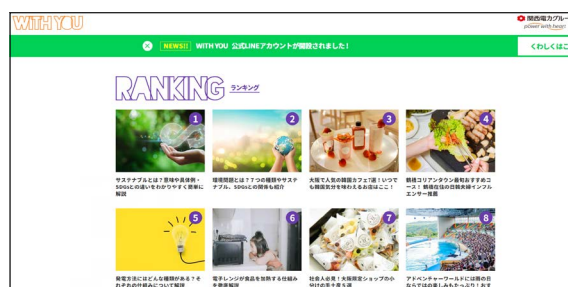 WITH YOU
関西電力グルー
power with heart
NEWS!! WITH YOU 公式LINEアカウントが開設されました！
くわしくはこ
RANKING ランキング
1
2
3
4
サステナブルとは？意味や具体例・
SDGsとの違いをわかりやすく簡単に
解説
環境問題とは？7つの種類やサステ
ナブル、SDGsとの関係も紹介
大阪で人気の韓国カフェ7選！いつで
も韓国気分を味わえるお店はここ！
鶴橋コリアンタウン最旬おすすめコ
ース！鶴橋在住の日韓夫婦インフル
エンサー推薦
5
6
7
8
発電方法にはどんな種類がある？そ
れぞれの仕組みについて解説
電子レンジが食品を加熱する仕組み
を徹底解説
社会人必見！大阪限定ショップの小
分けの手土産5選
アドベンチャーワールドには雨の日
ならではの楽しみもたっぷり！おす